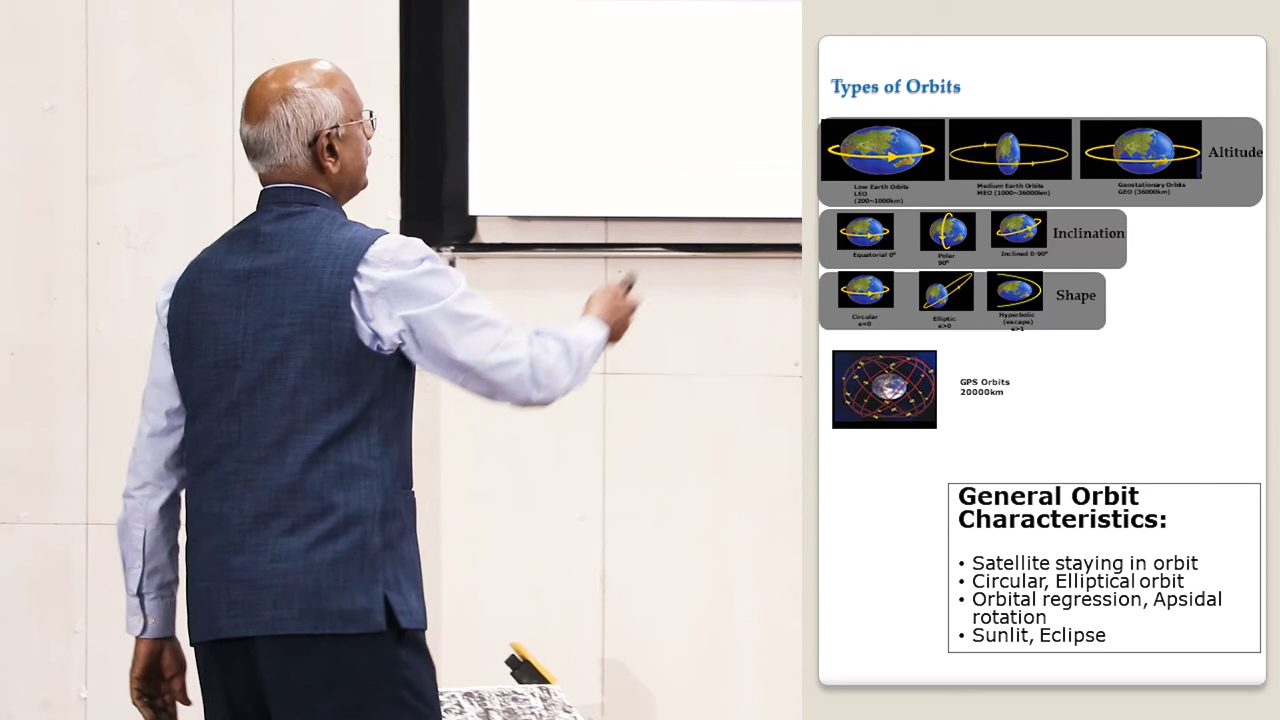 Types of Orbits
Low Earth Orbits
LEO
(200~1000km)
Medium Earth Orbits
MEO (1000~36000km)
Geostationary Orbits
GEO (36000km)
Altitude
Equatorial 0°
Polar
90°
Inclined 0-90°
Inclination
Circular
e=0
Elliptic
e>0
Hyperbolic
(escape)
e>1
Shape
GPS Orbits
20000km
General Orbit
Characteristics:
• Satellite staying in orbit
• Circular, Elliptical orbit
• Orbital regression, Apsidal
rotation
• Sunlit, Eclipse